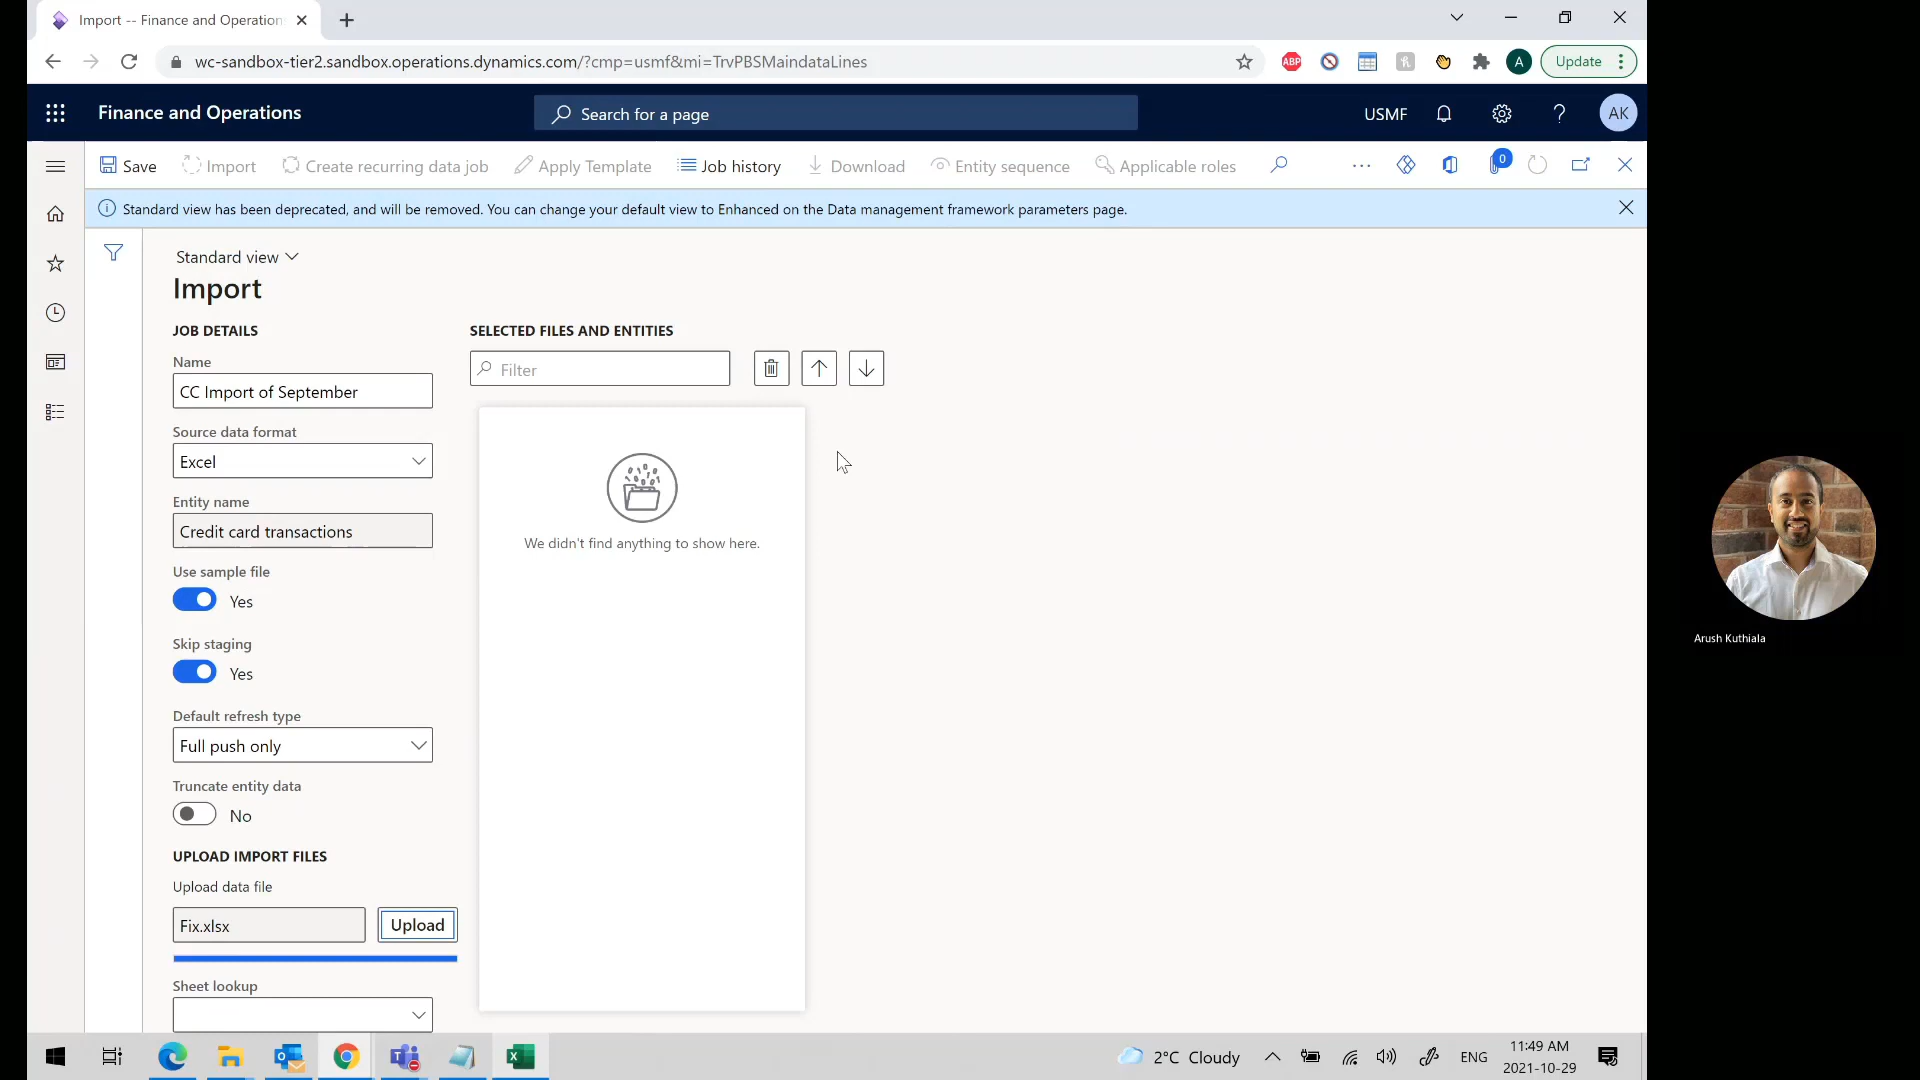 Import -- Finance and Operation
wc-sandbox-tier2.sandbox.operations.dynamics.com/?cmp=usmf&mi=TrvPBSMaindataLines
ABP
A
Update
Finance and Operations
Search for a page
USMF
AK
Save
Import
Create recurring data job
Apply Template
Job history
Download
Entity sequence
Applicable roles
0
Standard view has been deprecated, and will be removed. You can change your default view to Enhanced on the Data management framework parameters page.
Standard view
Import
JOB DETAILS
SELECTED FILES AND ENTITIES
Name
CC Import of September
Filter
Source data format
Excel
Entity name
Credit card transactions
We didn't find anything to show here.
Use sample file
Yes
Skip staging
Yes
Arush Kuthiala
Default refresh type
Full push only
Truncate entity data
No
UPLOAD IMPORT FILES
Upload data file
Fix.xlsx
Upload
Sheet lookup
2°C Cloudy
ENG
11:49 AM
2021-10-29